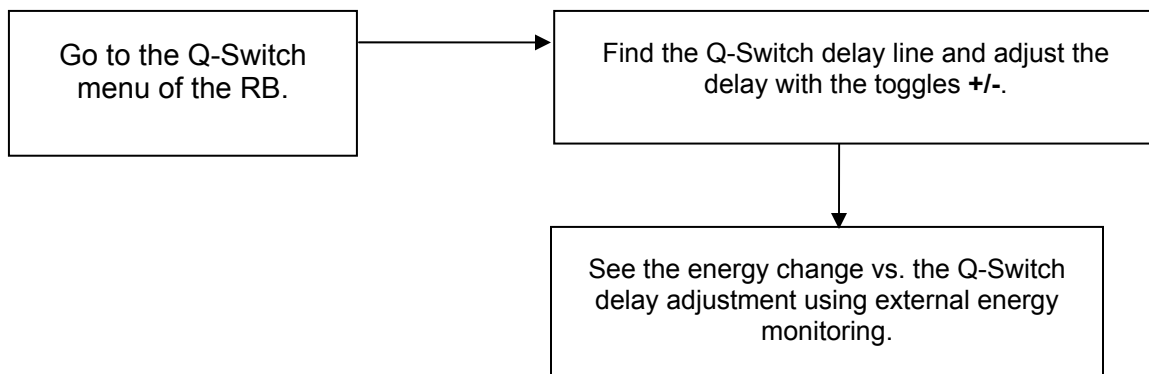 Go to the Q-Switch
menu of the RB.
Find the Q-Switch delay line and adjust the
delay with the toggles +/-.
See the energy change vs. the Q-Switch
delay adjustment using external energy
monitoring.